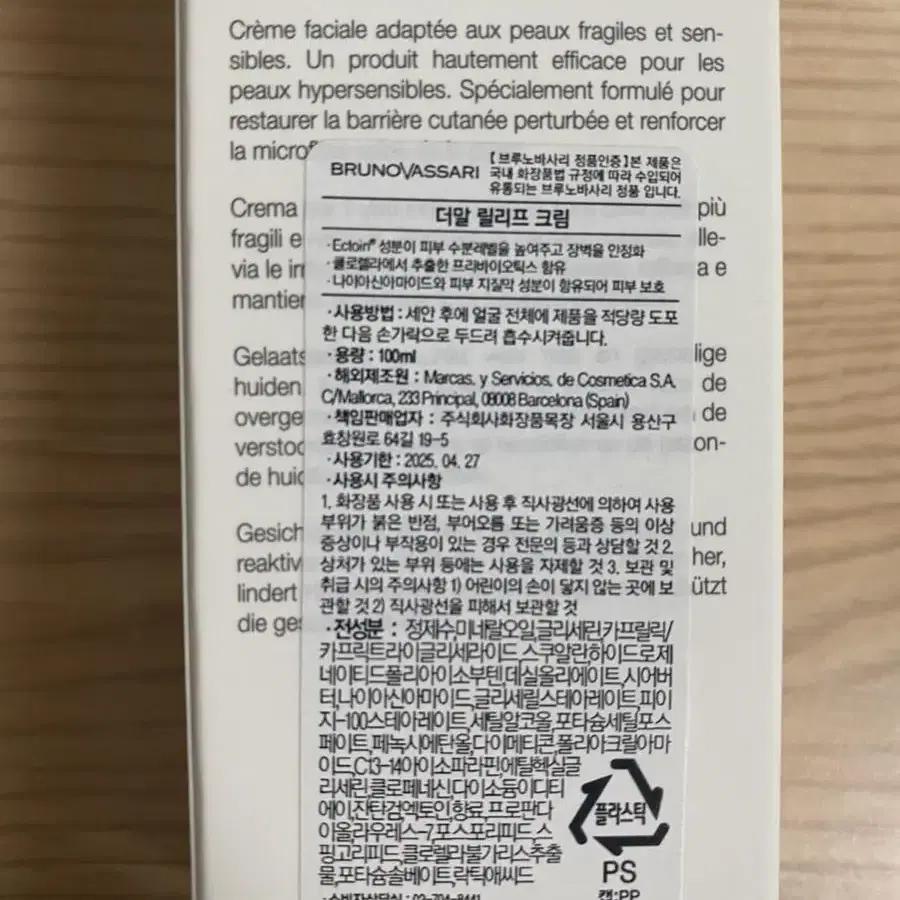 Crème faciale adaptée aux peaux fragiles et sen-
sibles. Un produit hautement efficace pour les
peaux hypersensibles. Spécialement formulé pour
restaurer la barrière cutanée perturbée et renforcer
la microf
BRUNOVASSARI
【브루노바사리 정품인증】본 제품은
국내 화장품법 규정에 따라 수입되어
유통되는 브루노바사리 정품 입니다.
Crema
più
fragili e
lle-
via le ir
a e
mantier
더말 릴리프 크림
·Ectoin® 성분이 피부 수분레벨을 높여주고 장벽을 안정화
·클로렐라에서 추출한 프리바이오틱스 함유
·나이아신아마이드와 피부 지질막 성분이 함유되어 피부 보호
·사용방법 : 세안 후에 얼굴 전체에 제품을 적당량 도포
한 다음 손가락으로 두드려 흡수시켜줍니다.
·용량 : 100ml
·해외제조원 : Marcas. y Servicios. de Cosmetica S.A.
C/Mallorca, 233 Principal, 08008 Barcelona (Spain)
·책임판매업자 : 주식회사화장품목장 서울시 용산구
효창원로 64길 19-5
·사용기한 : 2025. 04. 27
·사용시 주의사항
Gelaats
lige
huiden
de
overge
de
verstoo
on-
de huid
1. 화장품 사용 시 또는 사용 후 직사광선에 의하여 사용
부위가 붉은 반점, 부어오름 또는 가려움증 등의 이상
증상이나 부작용이 있는 경우 전문의 등과 상담할 것 2.
상처가 있는 부위 등에는 사용을 자제할 것 3. 보관 및
취급 시의 주의사항 1) 어린이의 손이 닿지 않는 곳에 보
관할 것 2) 직사광선을 피해서 보관할 것
Gesich
und
reaktiv
her,
lindert
ützt
die ges
·전성분 : 정제수,미네랄오일,글리세린,카프릴릭/
카프릭트라이글리세라이드 스쿠알란,하이드로제
네이티드폴리아이소부텐,데실올리에이트,시어버
터,나이아신아마이드,글리세릴스테아레이트,피이
지-100스테아레이트,세틸알코올,포타슘세틸포스
페이트,페녹시에탄올,다이메티콘,폴리아크릴아마
이드,C13-14아이소파라핀,에틸헥실글
리세린,클로페네신,다이소듐이디티
에이,잔탄검,엑토인,향료,프로판다
이올,라우레스-7,포스포리피드,스
핑고리피드,클로렐라불가리스추출
물,포타슘솔베이트,락틱애씨드
플라스틱
PS
캡:PP
·소비자상담실 : 02-704-8441